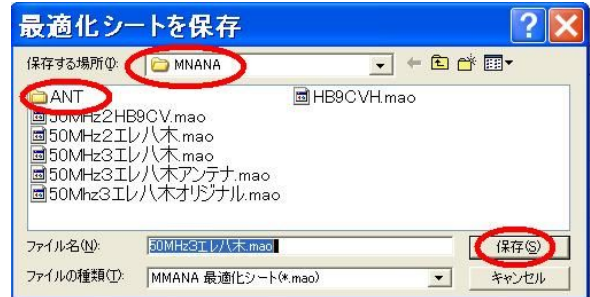 最適化シートを保存
保存する場所(I):
MNANA
ANT
HB9CVH.mao
50MHz2HB9CV.mao
50MHz2エレ八木.mao
50MHz3エレ八木.mao
50MHz3エレ八木アンテナ.mao
50Mhz3エレ八木オリジナル.mao
ファイル名(N):
50MHz3エレ八木.mao
保存(S)
ファイルの種類(T):
MMANA 最適化シート(*.mao)
キャンセル